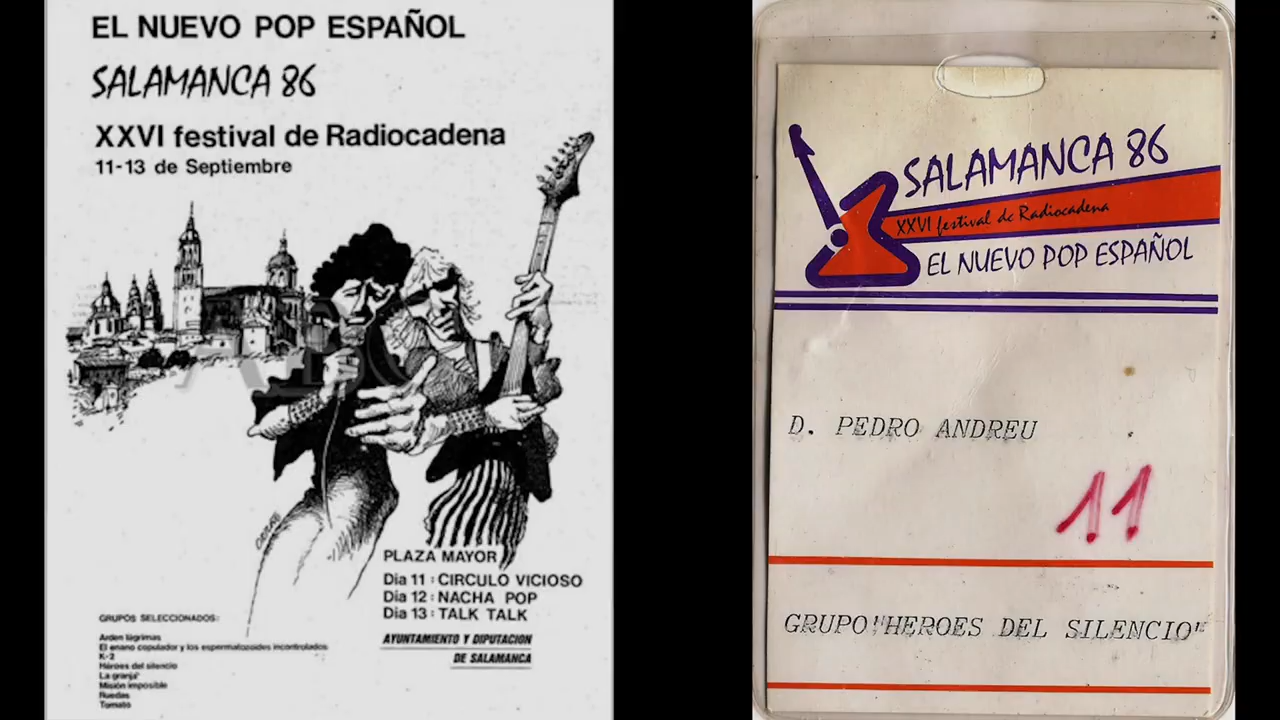 EL NUEVO POP ESPAÑOL
SALAMANCA 86
XXVI festival de Radiocadena
11-13 de Septiembre
ABC
PLAZA MAYOR
Dia 11 : CIRCULO VICIOSO
Dia 12 : NACHA POP
Dia 13 : TALK TALK
AYUNTAMIENTO Y DIPUTACION
DE SALAMANCA
GRUPOS SELECCIONADOS:
Arden lágrimas
El enano copulador y los espermatozoides incontrolados
K-2
Héroes del silencio
La granja
Misión imposible
Ruedas
Tomato
SALAMANCA 86
XXVI festival de Radiocadena
EL NUEVO POP ESPAÑOL
D. PEDRO ANDREU
11
GRUPO"HEROES DEL SILENCIO"